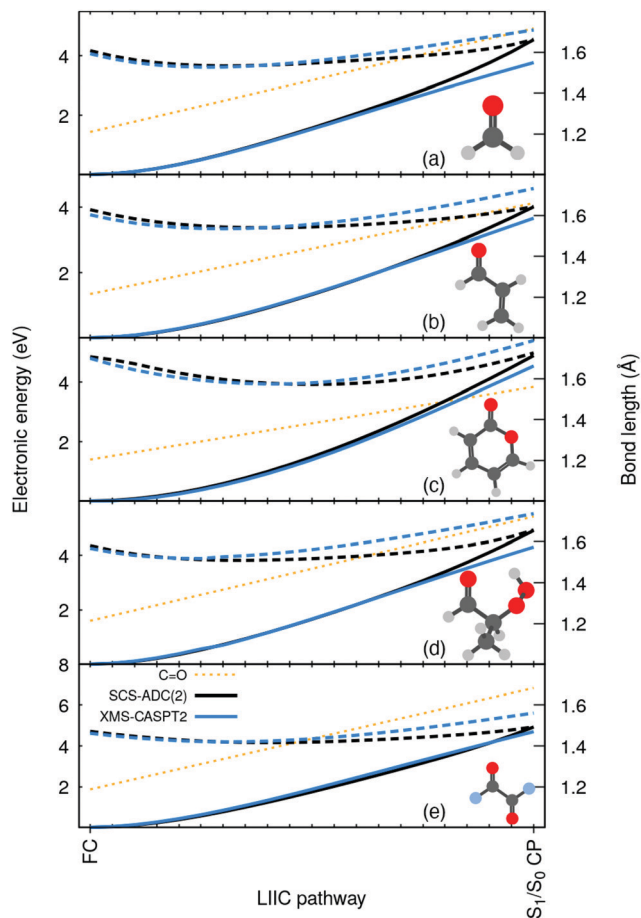 4
2
1.6
1.4
1.2
(a)
4
2
1.6
1.4
1.2
(b)
4
2
1.6
1.4
1.2
(c)
4
2
1.6
1.4
1.2
(d)
8
6
4
2
1.6
1.4
1.2
C=O
SCS-ADC(2)
XMS-CASPT2
(e)
Electronic energy (eV)
Bond length (Å)
FC
LIIC pathway
S₁/S₀ CP